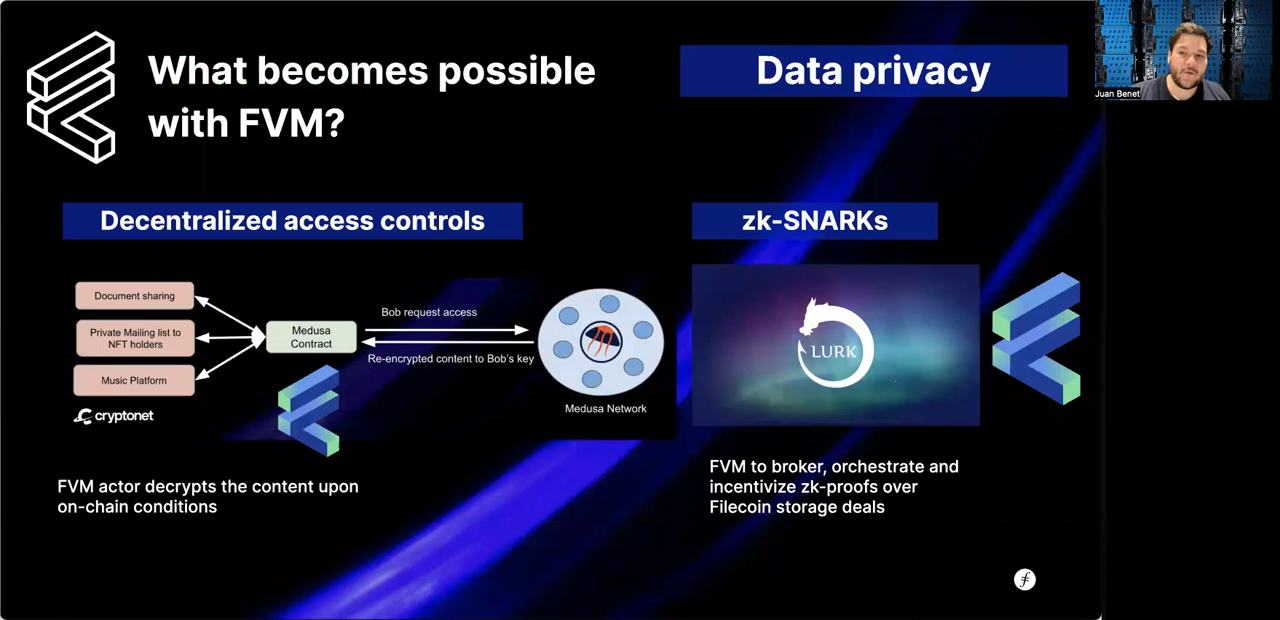 What becomes possible
with FVM?
Data privacy
Juan Benet
Decentralized access controls
Document sharing
Private Mailing list to
NFT holders
Music Platform
cryptonet
Medusa
Contract
Bob request access
Re-encrypted content to Bob's key
Medusa Network
FVM actor decrypts the content upon
on-chain conditions
zk-SNARKs
LURK
FVM to broker, orchestrate and
incentivize zk-proofs over
Filecoin storage deals